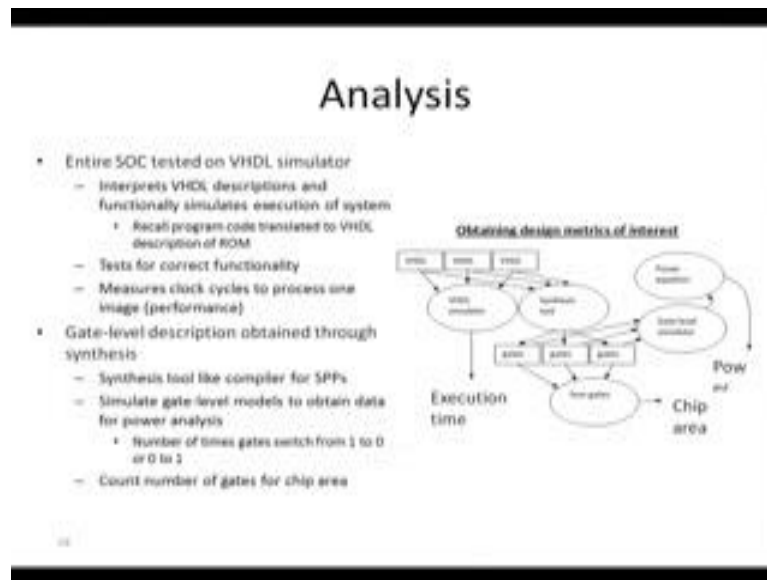 Analysis
• Entire SOC tested on VHDL simulator
– Interprets VHDL descriptions and
functionally simulates execution of system
• Recall program code translated to VHDL
description of ROM
– Tests for correct functionality
– Measures clock cycles to process one
image (performance)
• Gate-level description obtained through
synthesis
– Synthesis tool like compiler for SPPs
– Simulate gate-level models to obtain data
for power analysis
• Number of times gates switch from 1 to 0
or 0 to 1
– Count number of gates for chip area
Obtaining design metrics of interest
VHDL VHDL VHDL
Power
equation
VHDL
simulator
Synthesis
tool
Gate level
simulator
gates gates gates
Sum gates
Execution
time
Pow
er
Chip
area